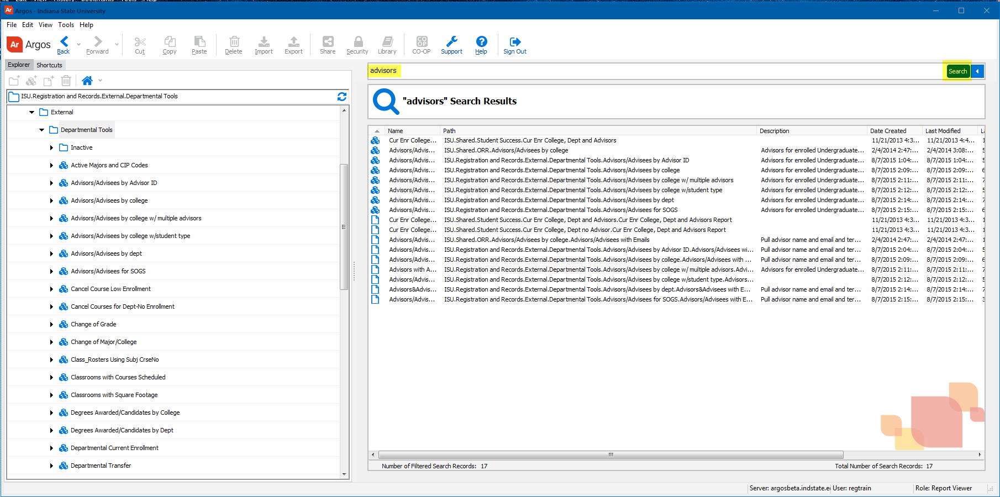 File Edit View History Bookmarks Tools Help
Ar Argos - Indiana State University
File Edit View Tools Help
Ar Argos Back Forward Cut Copy Paste Delete Import Export Share Security Library CO-OP Support Help Sign Out
Explorer Shortcuts
advisors Search
ISU.Registration and Records.External.Departmental Tools
External
Departmental Tools
Inactive
Active Majors and CIP Codes
Advisors/Advisees by Advisor ID
Advisors/Advisees by college
Advisors/Advisees by college w/ multiple advisors
Advisors/Advisees by college w/student type
Advisors/Advisees by dept
Advisors/Advisees for SOGS
Cancel Course Low Enrollment
Cancel Courses for Dept-No Enrollment
Change of Grade
Change of Major/College
Class_Rosters Using Subj CrseNo
Classrooms with Courses Scheduled
Classrooms with Square Footage
Degrees Awarded/Candidates by College
Degrees Awarded/Candidates by Dept
Departmental Current Enrollment
Departmental Transfer
"advisors" Search Results
Name Path Description Date Created Last Modified
Cur Enr College... ISU.Shared.Student Success.Cur Enr College, Dept and Advisors 11/21/2013 4:3... 11/21/2013 4:4... 1
Advisors/Advis... ISU.Shared.ORR.Advisors/Advisees by college Advisors for enrolled Undergraduate... 2/4/2014 2:47:... 2/4/2014 3:08:... 5
Advisors/Advis... ISU.Registration and Records.External.Departmental Tools.Advisors/Advisees by Advisor ID Advisors for enrolled Undergraduate... 8/7/2015 1:04:... 8/7/2015 1:04:... 5
Advisors/Advis... ISU.Registration and Records.External.Departmental Tools.Advisors/Advisees by college Advisors for enrolled Undergraduate... 8/7/2015 2:09:... 8/7/2015 2:09:... 6
Advisors/Advis... ISU.Registration and Records.External.Departmental Tools.Advisors/Advisees by college w/ multiple advisors Advisors for enrolled Undergraduate... 8/7/2015 2:11:... 8/7/2015 2:11:... 7
Advisors/Advis... ISU.Registration and Records.External.Departmental Tools.Advisors/Advisees by college w/student type Advisors for enrolled Undergraduate... 8/7/2015 2:12:... 8/7/2015 2:12:... 5
Advisors/Advis... ISU.Registration and Records.External.Departmental Tools.Advisors/Advisees by dept Advisors for enrolled Undergraduate... 8/7/2015 2:14:... 8/7/2015 2:14:... 7
Advisors/Advis... ISU.Registration and Records.External.Departmental Tools.Advisors/Advisees for SOGS Advisors for enrolled Undergraduate... 8/7/2015 2:15:... 8/7/2015 2:15:... 6
Cur Enr College... ISU.Shared.Student Success.Cur Enr College, Dept and Advisors.Cur Enr College, Dept and Advisors Report 11/21/2013 4:3... 11/21/2013 4:3... 1
Cur Enr College... ISU.Shared.Student Success.Cur Enr College, Dept no Advisor.Cur Enr College, Dept and Advisors Report 11/21/2013 4:3... 11/21/2013 4:3... 1
Advisors/Advis... ISU.Shared.ORR.Advisors/Advisees by college.Advisors/Advisees with Emails Pull advisor name and email and ter... 2/4/2014 2:47:... 2/4/2014 2:47:... 1
Advisors/Advis... ISU.Registration and Records.External.Departmental Tools.Advisors/Advisees by Advisor ID.Advisors/Advisees wi... Pull advisor name and email and ter... 8/7/2015 2:04:... 8/7/2015 2:04:... 5
Advisors/Advis... ISU.Registration and Records.External.Departmental Tools.Advisors/Advisees by college.Advisors/Advisees with ... Pull advisor name and email and ter... 8/7/2015 2:09:... 8/7/2015 2:09:... 6
Advisors with A... ISU.Registration and Records.External.Departmental Tools.Advisors/Advisees by college w/ multiple advisors.Advi... Advisors for enrolled Undergraduate... 8/7/2015 2:11:... 8/7/2015 2:11:... 7
Advisors/Advis... ISU.Registration and Records.External.Departmental Tools.Advisors/Advisees by college w/student type.Advisors... 8/7/2015 2:12:... 8/7/2015 2:12:... 5
Advisors&Advis... ISU.Registration and Records.External.Departmental Tools.Advisors/Advisees by dept.Advisors&Advisees with E... Pull advisor name and email and ter... 8/7/2015 2:14:... 8/7/2015 2:14:... 7
Advisors/Advis... ISU.Registration and Records.External.Departmental Tools.Advisors/Advisees for SOGS.Advisors/Advisees with E... Pull advisor name and email and ter... 8/7/2015 2:15:... 8/7/2015 2:15:... 3
Number of Filtered Search Records: 17 Total Number of Search Records: 17
Server: argosbeta.indstate.e User: regtrain Role: Report Viewer